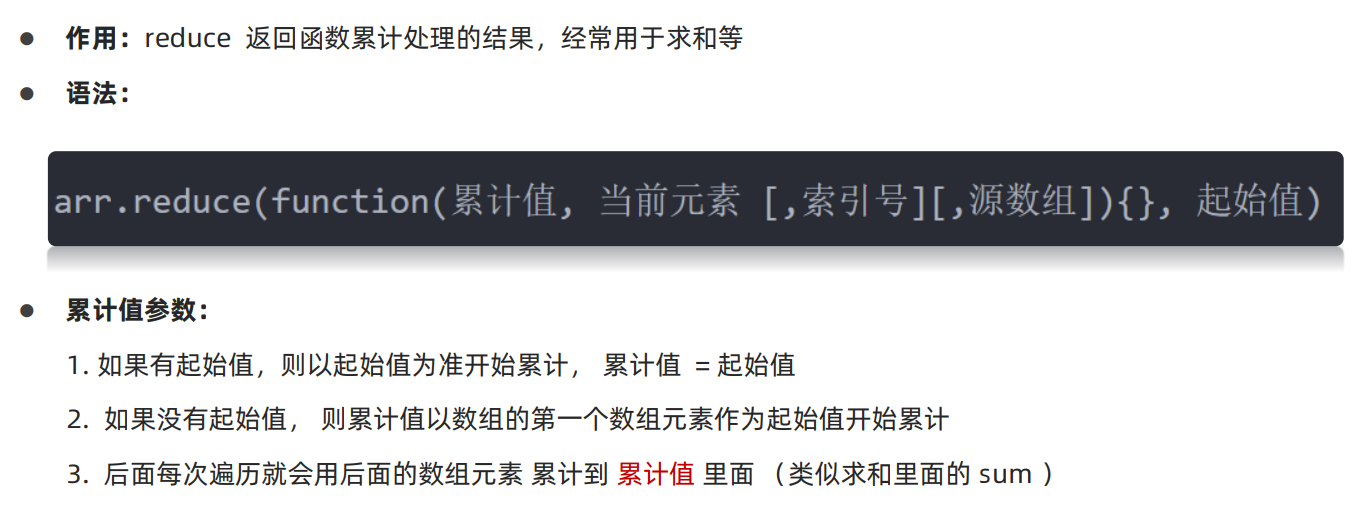 ● 作用：reduce 返回函数累计处理的结果，经常用于求和等
● 语法：
arr.reduce(function(累计值, 当前元素 [,索引号][,源数组]){}, 起始值)
● 累计值参数：
1. 如果有起始值，则以起始值为准开始累计， 累计值 = 起始值
2. 如果没有起始值， 则累计值以数组的第一个数组元素作为起始值开始累计
3. 后面每次遍历就会用后面的数组元素 累计到 累计值 里面 （类似求和里面的 sum ）